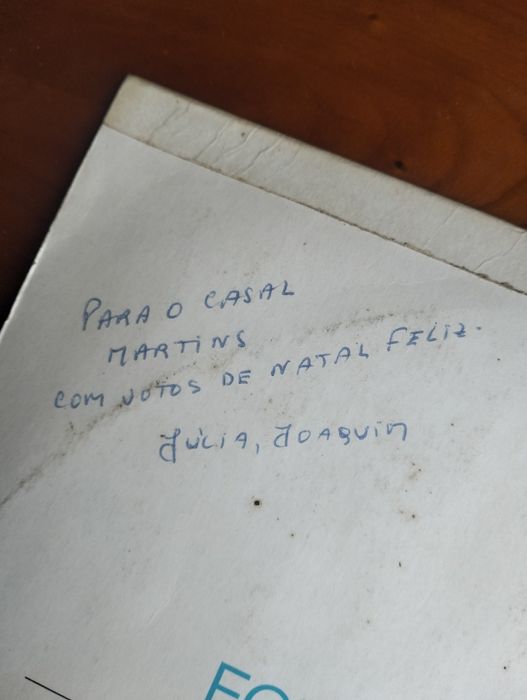 PARA O CASAL
MARTINS
COM VOTOS DE NATAL FELIZ.
JÚLIA, JOAQUIM